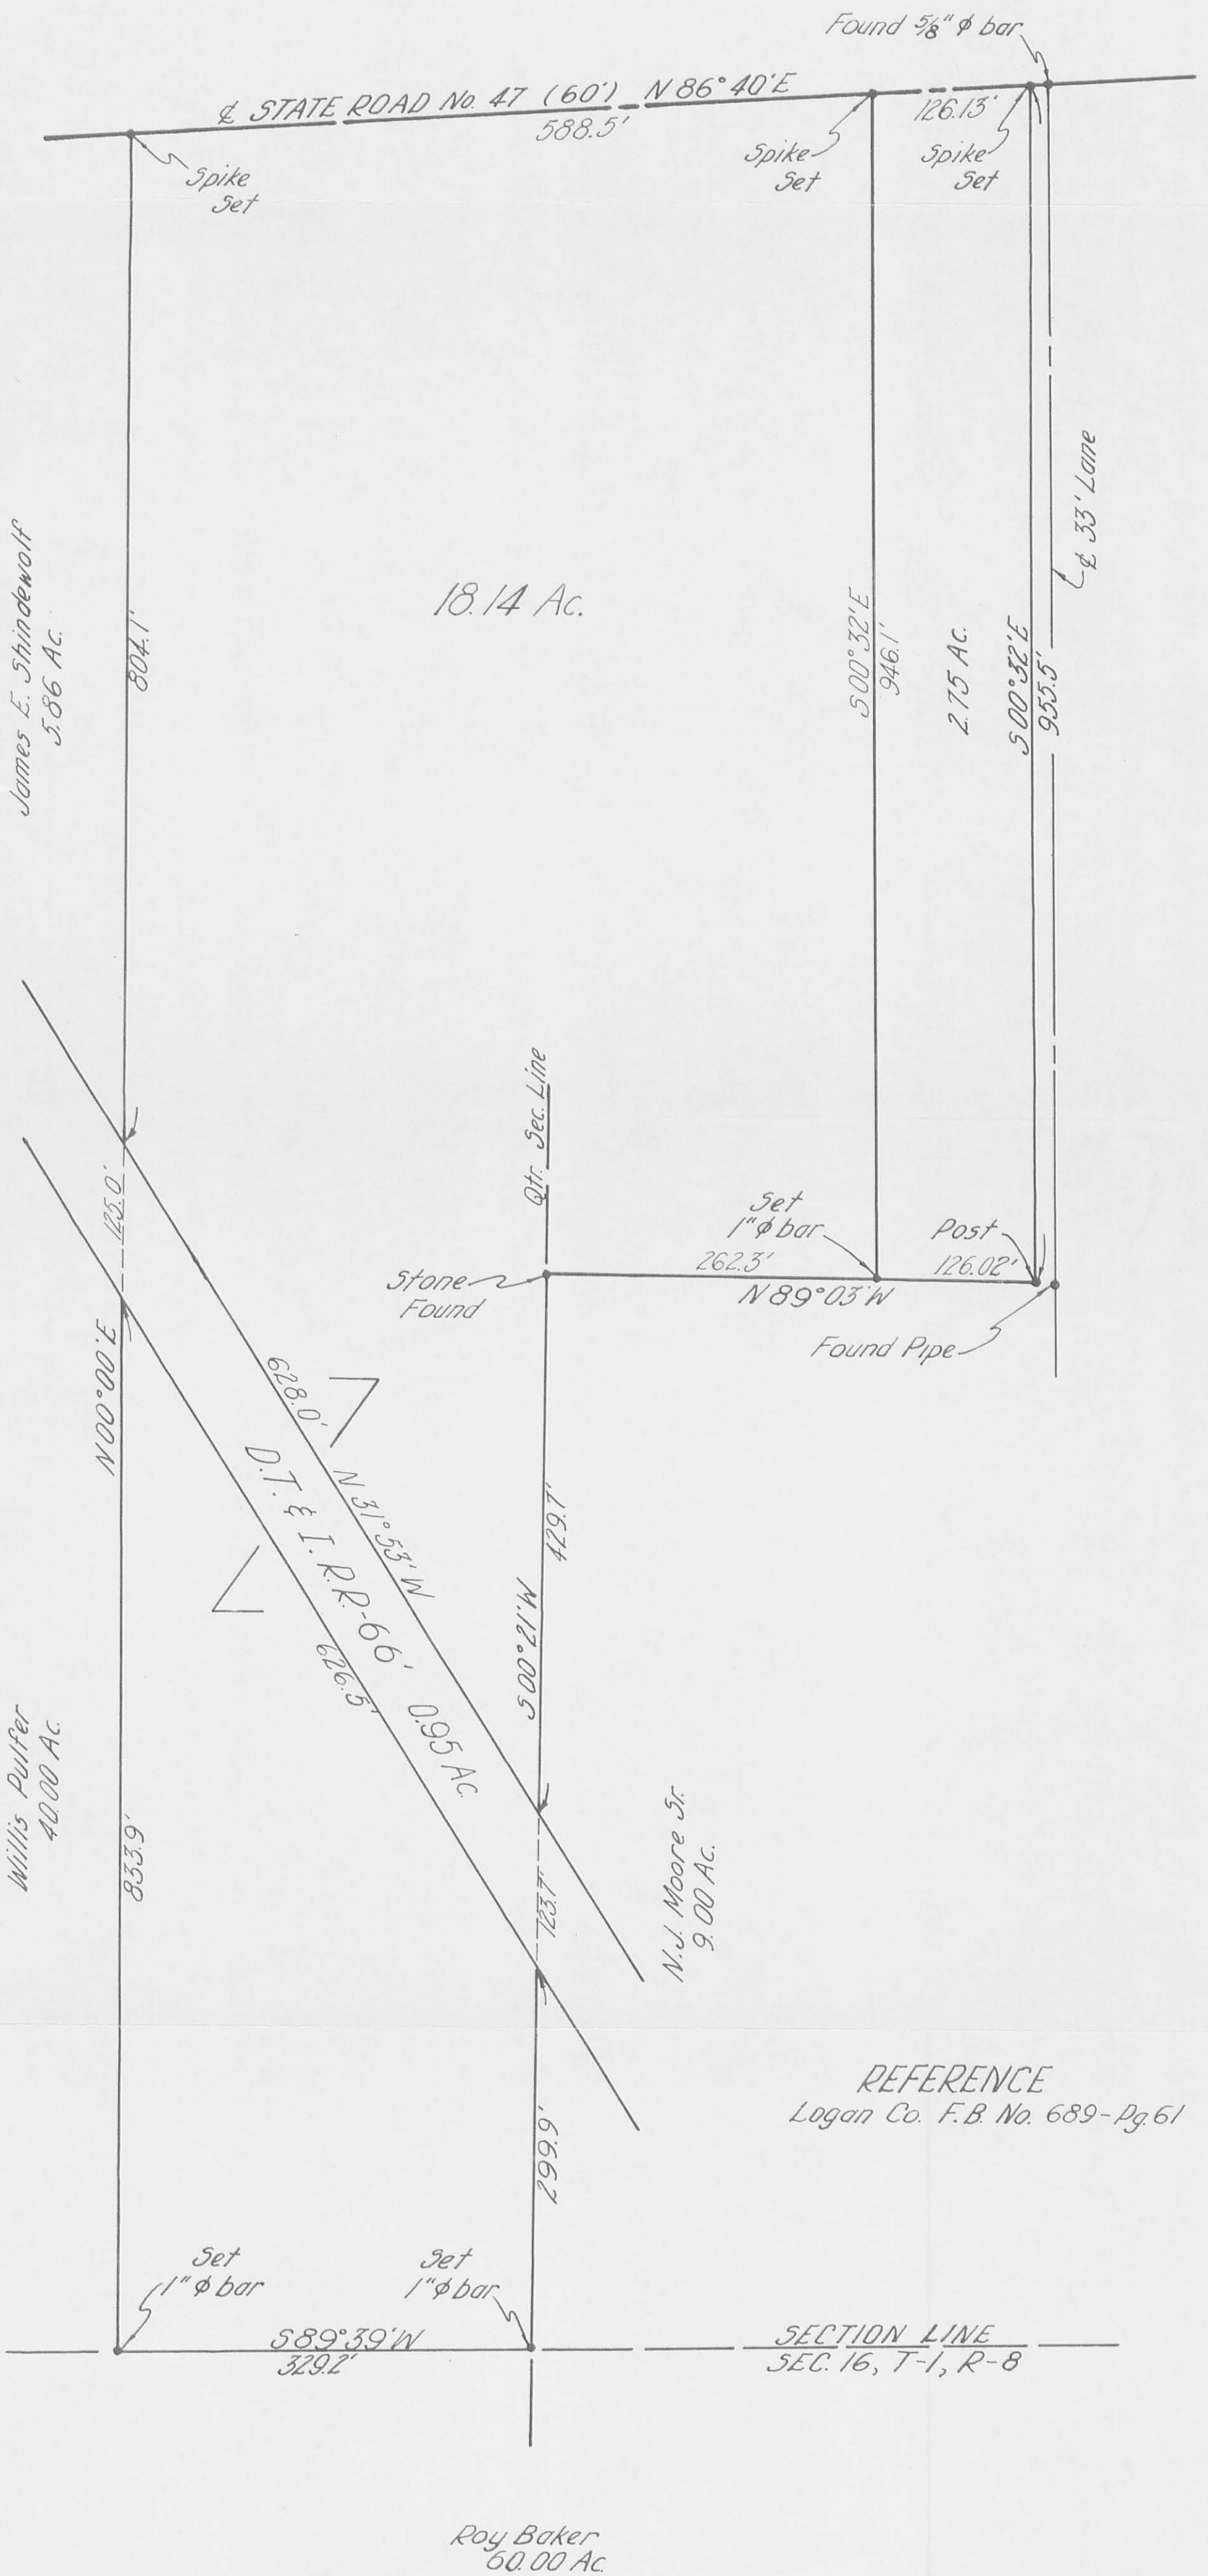 Found 5/8" ϕ bar
℄ STATE ROAD No. 47 (60') N 86° 40' E
588.5'
126.13'
Spike
Set
Spike
Set
Spike
Set
James E. Shindewolf
5.86 Ac.
804.1'
18.14 Ac.
S 00° 32' E
946.1'
2.75 Ac.
S 00° 32' E
955.5'
℄ 33' Lane
125.0'
Qtr. Sec. Line
Set
1" ϕ bar
Post
262.3'
126.02'
Stone
Found
N 89° 03' W
Found Pipe
N 00° 00' E
628.0'
N 31° 53' W
D.T. & I. R.R.-66' 0.95 Ac.
626.5'
429.7'
S 00° 21' W
Willis Pulfer
40.00 Ac.
833.9'
123.7'
N.J. Moore Sr.
9.00 Ac.
REFERENCE
Logan Co. F.B. No. 689-Pg.61
299.9'
Set
1" ϕ bar
Set
1" ϕ bar
S 89° 39' W
329.2'
SECTION LINE
SEC. 16, T-1, R-8
Roy Baker
60.00 Ac.